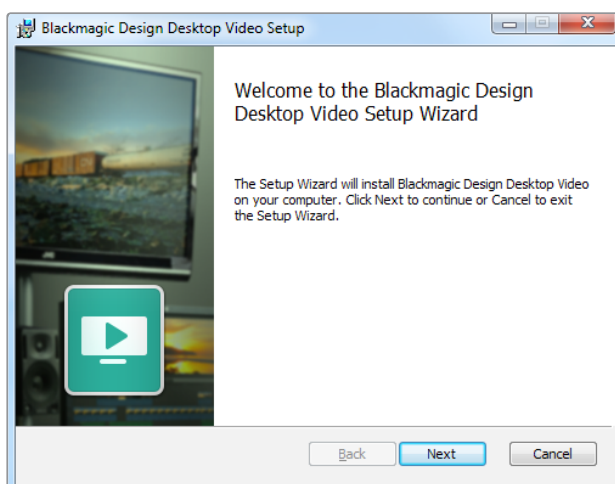 Blackmagic Design Desktop Video Setup
Welcome to the Blackmagic Design
Desktop Video Setup Wizard
The Setup Wizard will install Blackmagic Design Desktop Video
on your computer. Click Next to continue or Cancel to exit
the Setup Wizard.
Back Next Cancel